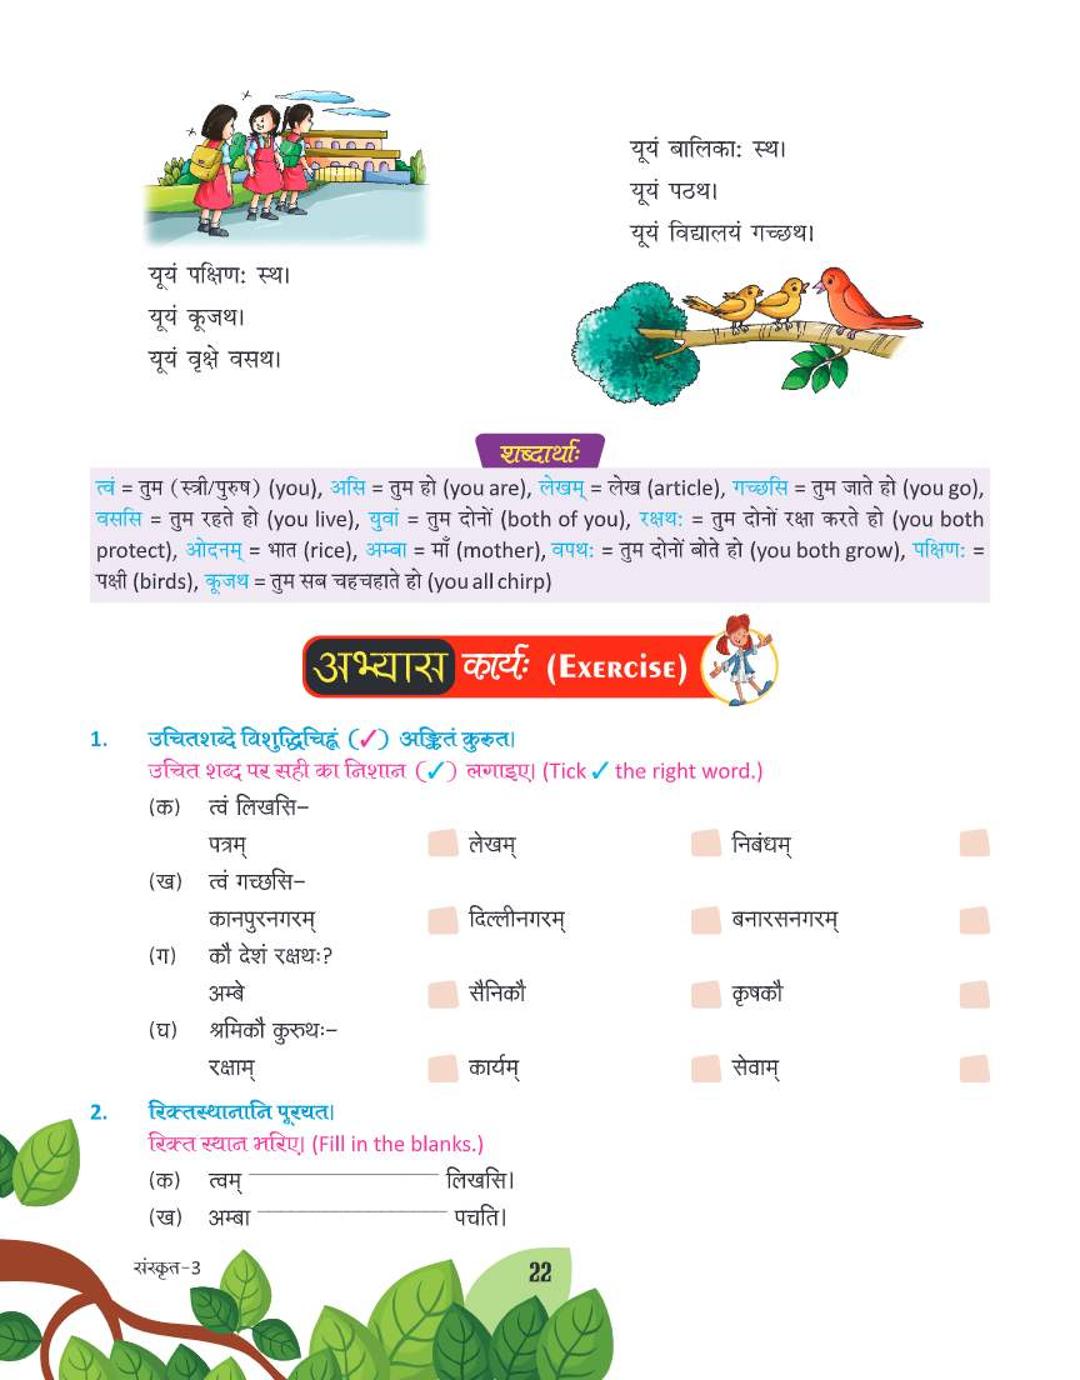 यूयं बालिका: स्थ।
यूयं पठथ।
यूयं विद्यालयं गच्छथ।
यूयं पक्षिण: स्थ।
यूयं कूजथ।
यूयं वृक्षे वसथ।
शब्दार्थाः
त्वं = तुम (स्त्री/पुरुष) (you), असि = तुम हो (you are), लेखम् = लेख (article), गच्छसि = तुम जाते हो (you go),
वससि = तुम रहते हो (you live), युवां = तुम दोनों (both of you), रक्षथ: = तुम दोनों रक्षा करते हो (you both
protect), ओदनम् = भात (rice), अम्बा = माँ (mother), वपथ: = तुम दोनों बोते हो (you both grow), पक्षिण: =
पक्षी (birds), कूजथ = तुम सब चहचहाते हो (you all chirp)
अभ्यास कार्यः (Exercise)
1. उचितशब्दे विशुद्धिचिह्नं (✓) अङ्कितं कुरुत।
उचित शब्द पर सही का निशान (✓) लगाइए। (Tick ✓ the right word.)
(क) त्वं लिखसि–
पत्रम् लेखम् निबंधम्
(ख) त्वं गच्छसि–
कानपुरनगरम् दिल्लीनगरम् बनारसनगरम्
(ग) कौ देशं रक्षथः?
अम्बे सैनिकौ कृषकौ
(घ) श्रमिकौ कुरुथः–
रक्षाम् कार्यम् सेवाम्
2. रिक्तस्थानानि पूरयत।
रिक्त स्थान भरिए। (Fill in the blanks.)
(क) त्वम् ____________ लिखसि।
(ख) अम्बा ____________ पचति।
संस्कृत–3 22